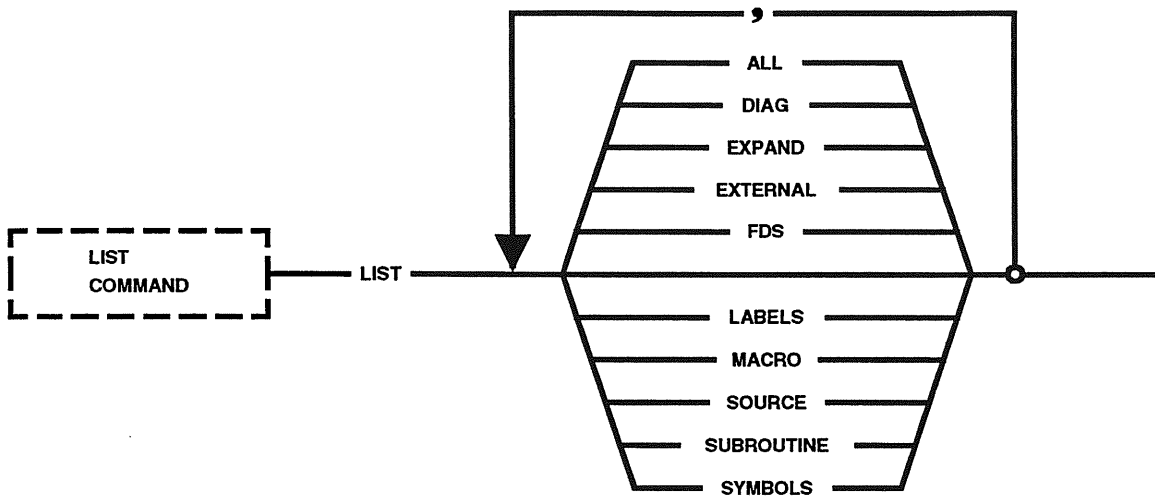 ,
ALL
DIAG
EXPAND
EXTERNAL
FDS
LIST
COMMAND
LIST
LABELS
MACRO
SOURCE
SUBROUTINE
SYMBOLS